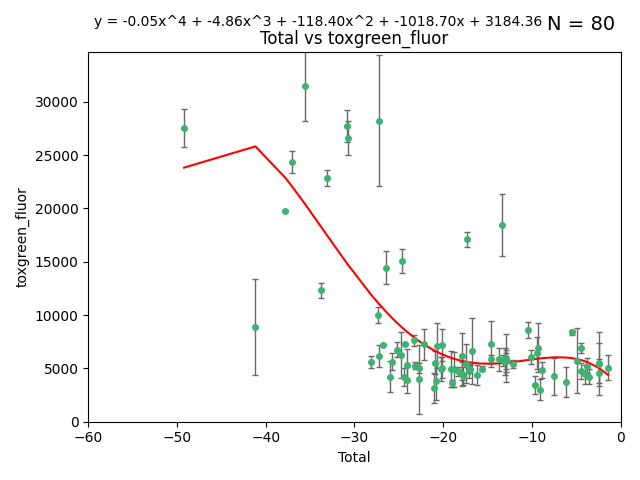 y = -0.05x^4 + -4.86x^3 + -118.40x^2 + -1018.70x + 3184.36 N = 80
Total vs toxgreen_fluor
30000
25000
20000
15000
10000
5000
0
toxgreen_fluor
−60 −50 −40 −30 −20 −10 0
Total